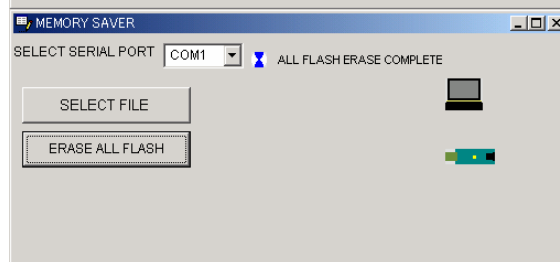 MEMORY SAVER
SELECT SERIAL PORT COM1 ALL FLASH ERASE COMPLETE
SELECT FILE
ERASE ALL FLASH